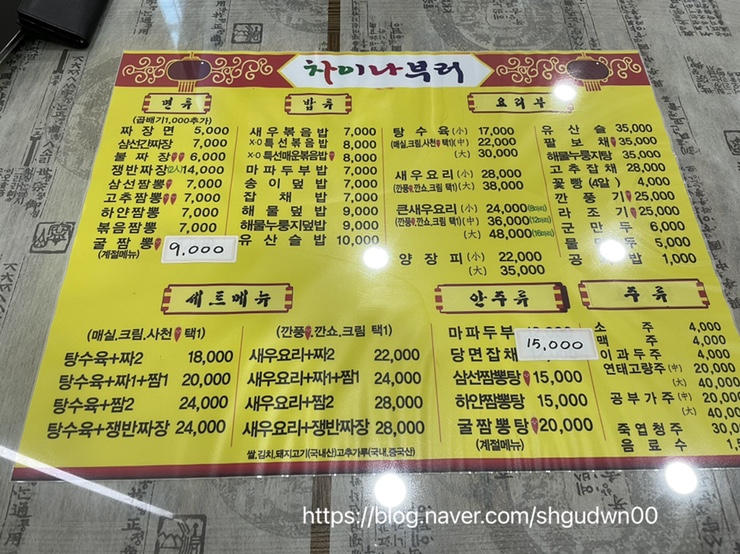 차이나부러
면류
(곱배기1,000추가)
짜장면 5,000
삼선간짜장 7,000
불짜장 6,000
쟁반짜장(2人)14,000
삼선짬뽕 7,000
고추짬뽕 7,000
하얀짬뽕 7,000
볶음짬뽕 7,000
굴짬뽕 9,000
(계절메뉴)
밥류
새우볶음밥 7,000
X·O 특선볶음밥 8,000
X·O 특선매운볶음밥 8,000
마파두부밥 7,000
송이덮밥 7,000
잡채밥 7,000
해물덮밥 9,000
해물누룽지덮밥 9,000
유산슬밥 10,000
요리부
탕수육(小) 17,000
(매실,크림,사천 택1) (中) 22,000
(大) 30,000
새우요리(小) 28,000
(깐풍,깐쇼,크림 택1) (大) 38,000
큰새우요리(小) 24,000(8마리)
(깐풍,깐쇼,크림 택1) (中) 36,000(12마리)
(大) 48,000(16마리)
양장피(小) 22,000
(大) 35,000
유산슬 35,000
팔보채 35,000
해물누룽지탕 35,000
고추잡채 28,000
꽃빵(4알) 4,000
깐풍기 25,000
라조기 25,000
군만두 6,000
물만두 5,000
공밥 1,000
세트메뉴
(매실,크림,사천 택1)
탕수육+짜2 18,000
탕수육+짜1+짬1 20,000
탕수육+짬2 24,000
탕수육+쟁반짜장 24,000
(깐풍,깐쇼,크림 택1)
새우요리+짜2 22,000
새우요리+짜1+짬1 24,000
새우요리+짬2 28,000
새우요리+쟁반짜장 28,000
안주류
마파두부
당면잡채 15,000
삼선짬뽕탕 15,000
하얀짬뽕탕 15,000
굴짬뽕탕 20,000
(계절메뉴)
주류
소주 4,000
맥주 4,000
이과두주 4,000
연태고량주(中) 20,000
(大) 40,000
공부가주(中) 20,000
(大) 40,000
죽엽청주
음료수
쌀,김치,돼지고기(국내산)고추가루(국내,중국산)
https://blog.naver.com/shgudwn00